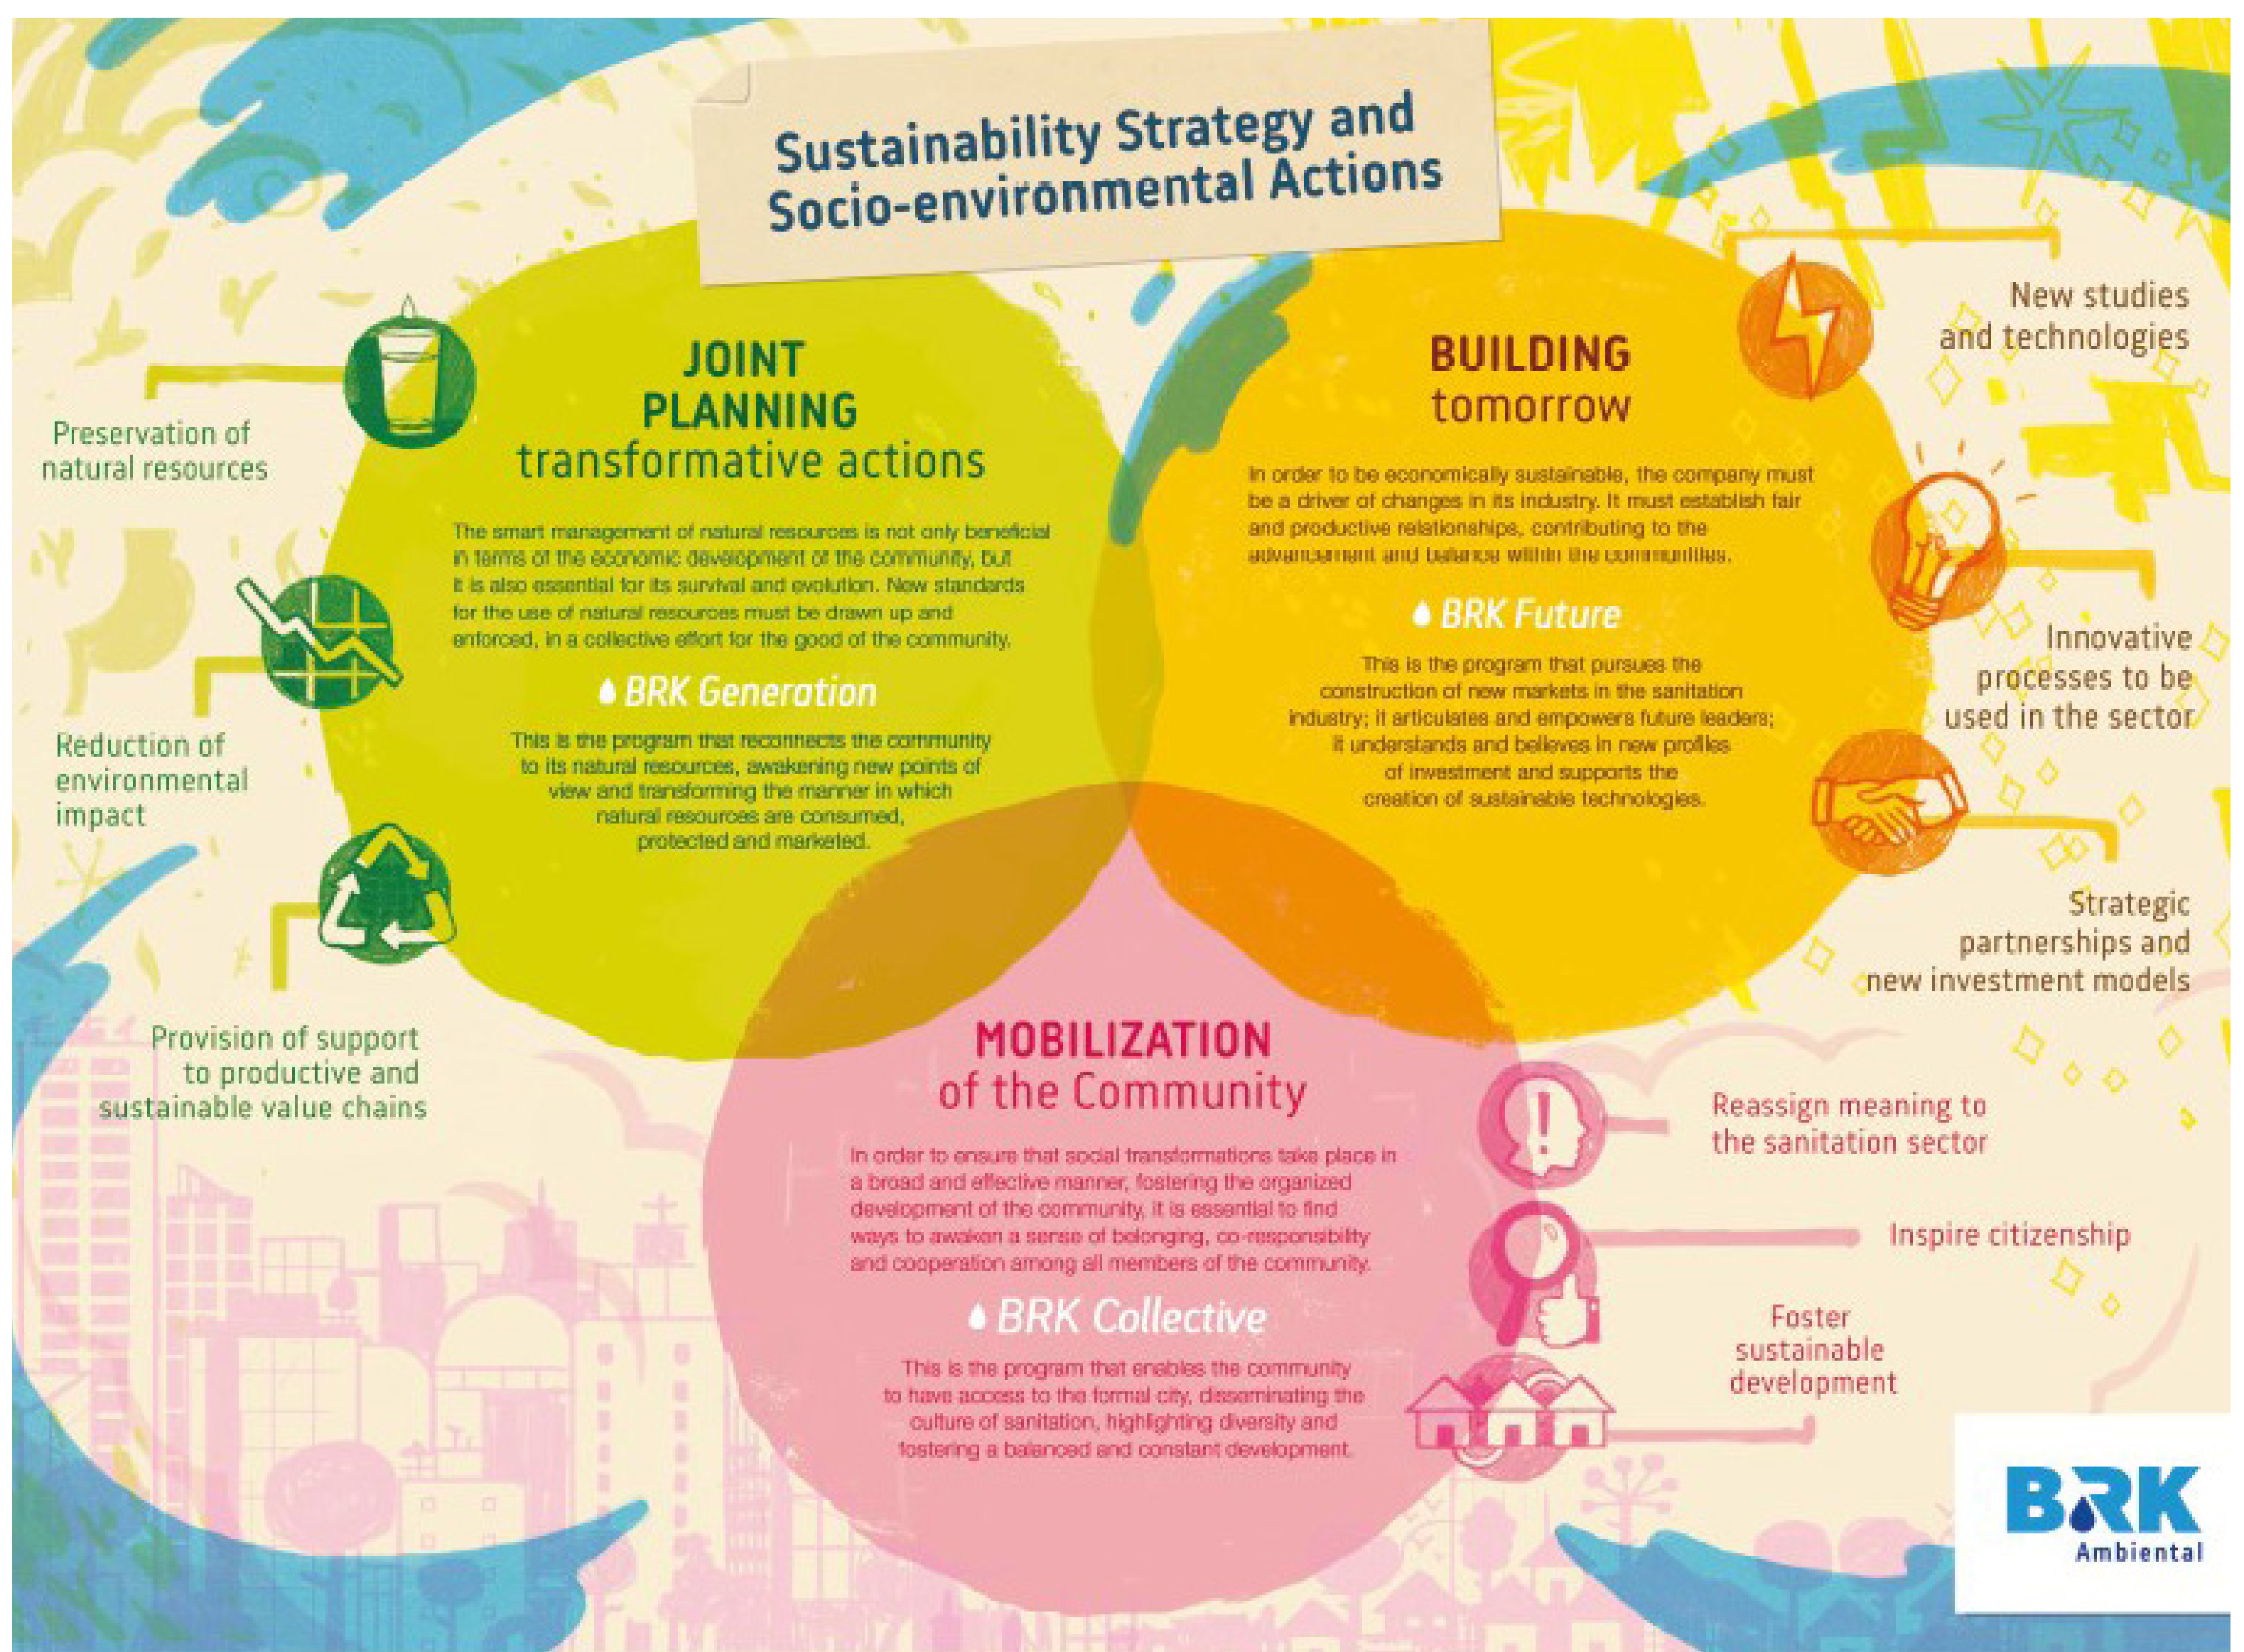 Sustainability Strategy and
Socio-environmental Actions
JOINT
PLANNING
transformative actions
The smart management of natural resources is not only beneficial
in terms of the economic development of the community, but
it is also essential for its survival and evolution. New standards
for the use of natural resources must be drawn up and
enforced, in a collective effort for the good of the community.
BRK Generation
This is the program that reconnects the community
to its natural resources, awakening new points of
view and transforming the manner in which
natural resources are consumed,
protected and marketed.
Preservation of
natural resources
Reduction of
environmental
impact
Provision of support
to productive and
sustainable value chains
BUILDING
tomorrow
In order to be economically sustainable, the company must
be a driver of changes in its industry. It must establish fair
and productive relationships, contributing to the
advancement and balance within the communities.
BRK Future
This is the program that pursues the
construction of new markets in the sanitation
industry; it articulates and empowers future leaders;
it understands and believes in new profiles
of investment and supports the
creation of sustainable technologies.
New studies
and technologies
Innovative
processes to be
used in the sector
Strategic
partnerships and
new investment models
MOBILIZATION
of the Community
In order to ensure that social transformations take place in
a broad and effective manner, fostering the organized
development of the community, it is essential to find
ways to awaken a sense of belonging, co-responsibility
and cooperation among all members of the community.
BRK Collective
This is the program that enables the community
to have access to the formal city, disseminating the
culture of sanitation, highlighting diversity and
fostering a balanced and constant development.
Reassign meaning to
the sanitation sector
Inspire citizenship
Foster
sustainable
development
BRK
Ambiental